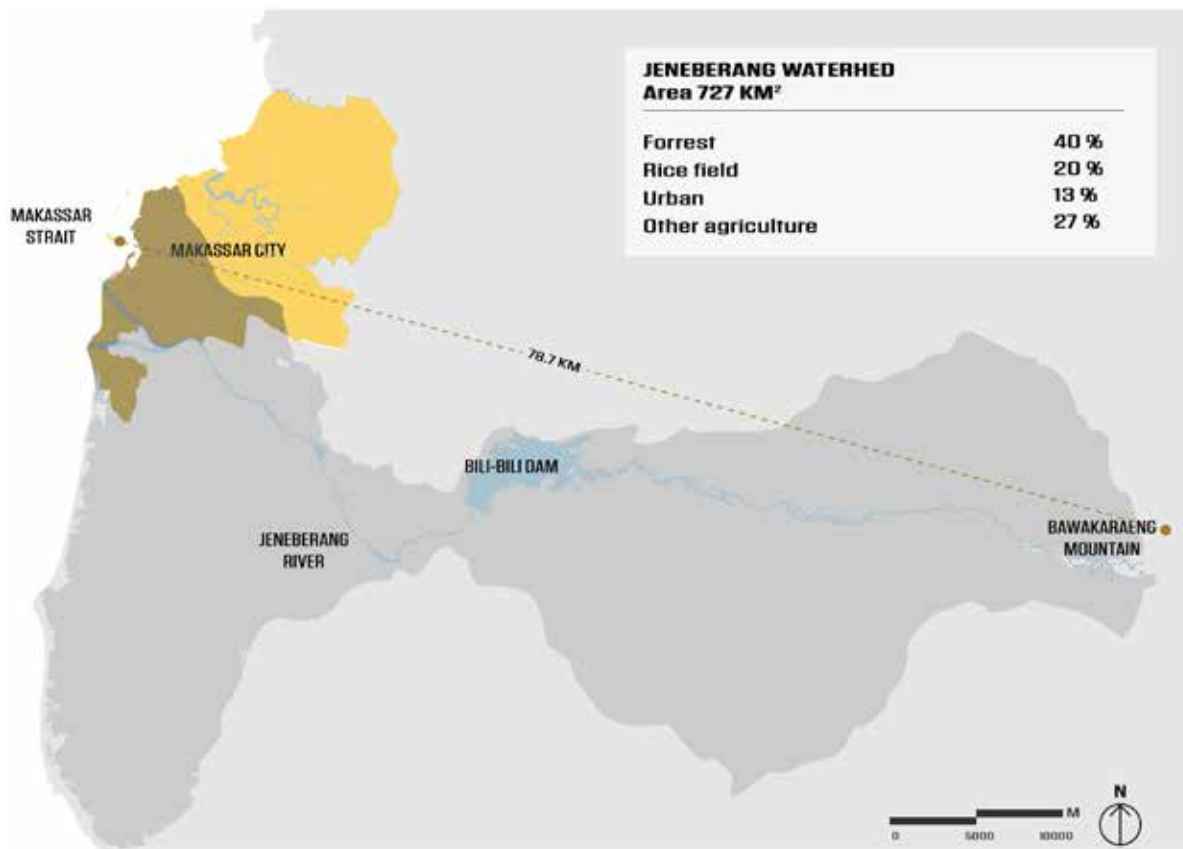 JENEBERANG WATERHED
Area 727 KM²
Forrest 40 %
Rice field 20 %
Urban 13 %
Other agriculture 27 %
MAKASSAR
STRAIT
MAKASSAR CITY
78.7 KM
BILI-BILI DAM
JENEBERANG
RIVER
BAWAKARAENG
MOUNTAIN
N
M
0 5000 10000